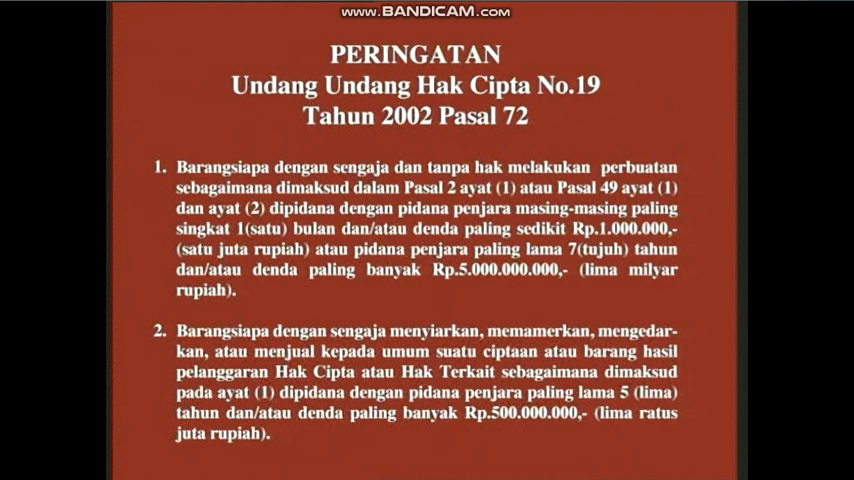 www.BANDICAM.com
PERINGATAN
Undang Undang Hak Cipta No.19
Tahun 2002 Pasal 72
1. Barangsiapa dengan sengaja dan tanpa hak melakukan perbuatan
sebagaimana dimaksud dalam Pasal 2 ayat (1) atau Pasal 49 ayat (1)
dan ayat (2) dipidana dengan pidana penjara masing-masing paling
singkat 1(satu) bulan dan/atau denda paling sedikit Rp.1.000.000,-
(satu juta rupiah) atau pidana penjara paling lama 7(tujuh) tahun
dan/atau denda paling banyak Rp.5.000.000.000,- (lima milyar
rupiah).
2. Barangsiapa dengan sengaja menyiarkan, memamerkan, mengedar-
kan, atau menjual kepada umum suatu ciptaan atau barang hasil
pelanggaran Hak Cipta atau Hak Terkait sebagaimana dimaksud
pada ayat (1) dipidana dengan pidana penjara paling lama 5 (lima)
tahun dan/atau denda paling banyak Rp.500.000.000,- (lima ratus
juta rupiah).